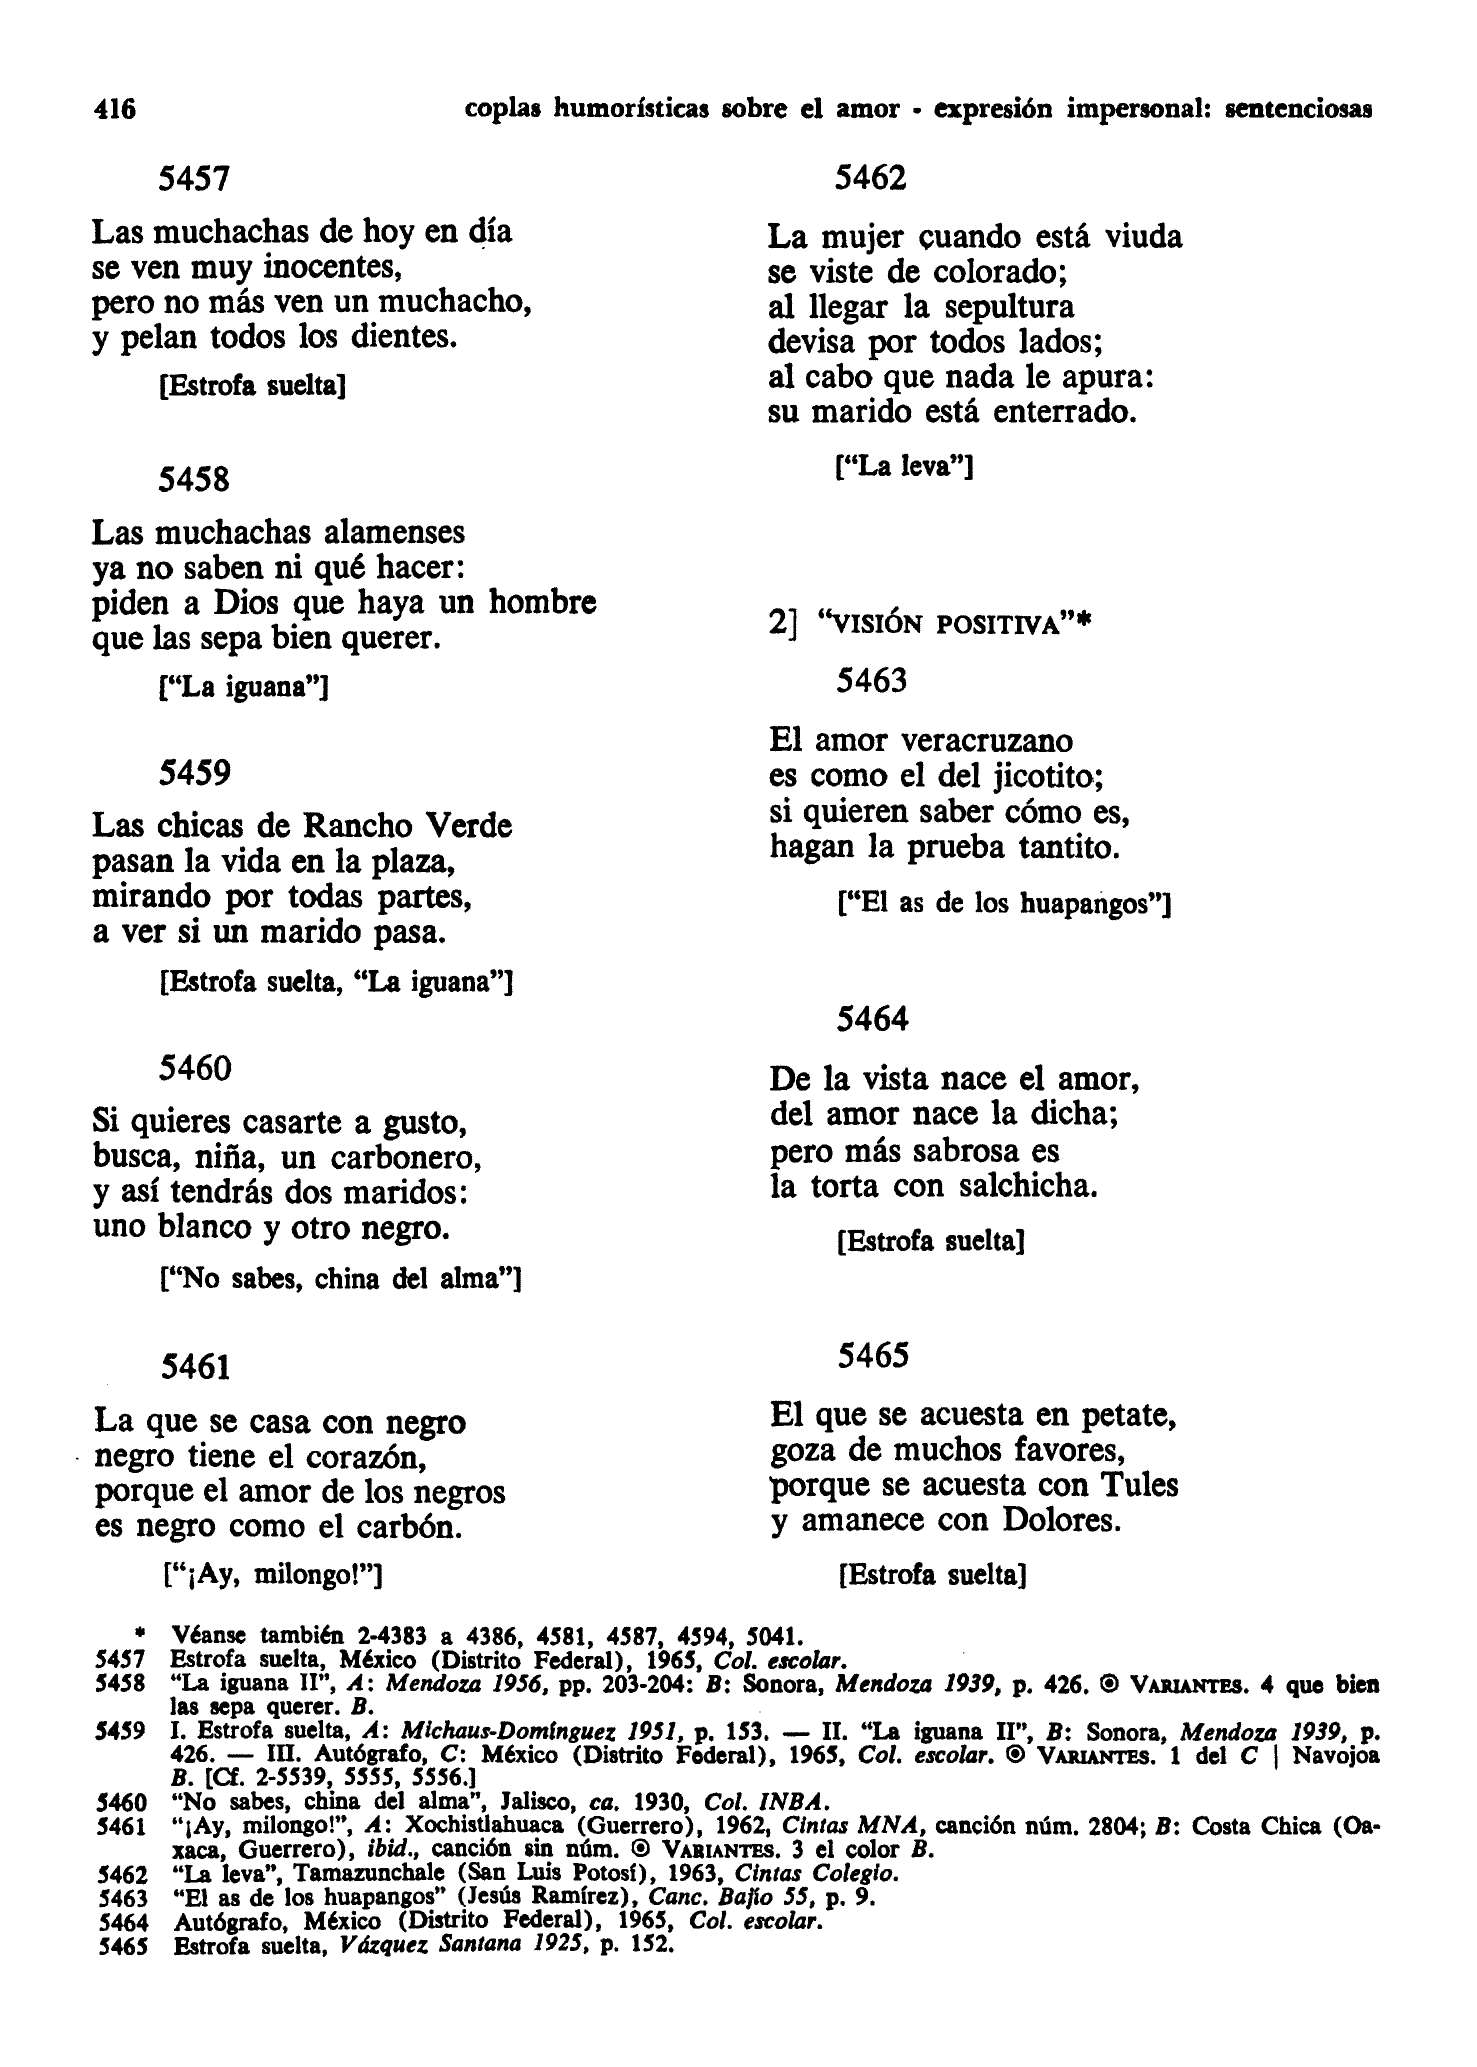 416
coplas humorísticas sobre el amor - expresión impersonal: sentenciosas
5457
Las muchachas de hoy en día
se ven muy inocentes,
pero no más ven un muchacho,
y pelan todos los dientes.
[Estrofa suelta]
5458
Las muchachas alamenses
ya no saben ni qué hacer:
piden a Dios que haya un hombre
que las sepa bien querer.
[“La iguana”]
5459
Las chicas de Rancho Verde
pasan la vida en la plaza,
mirando por todas partes,
a ver si un marido pasa.
[Estrofa suelta, “La iguana”]
5460
Si quieres casarte a gusto,
busca, niña, un carbonero,
y así tendrás dos maridos:
uno blanco y otro negro.
[“No sabes, china del alma”]
5461
La que se casa con negro
negro tiene el corazón,
porque el amor de los negros
es negro como el carbón.
[“¡Ay, milongo!”]
5462
La mujer cuando está viuda
se viste de colorado;
al llegar la sepultura
devisa por todos lados;
al cabo que nada le apura:
su marido está enterrado.
[“La leva”]
2] “VISIÓN POSITIVA”*
5463
El amor veracruzano
es como el del jicotito;
si quieren saber cómo es,
hagan la prueba tantito.
[“El as de los huapangos”]
5464
De la vista nace el amor,
del amor nace la dicha;
pero más sabrosa es
la torta con salchicha.
[Estrofa suelta]
5465
El que se acuesta en petate,
goza de muchos favores,
porque se acuesta con Tules
y amanece con Dolores.
[Estrofa suelta]
* Véanse también 2-4383 a 4386, 4581, 4587, 4594, 5041.
5457 Estrofa suelta, México (Distrito Federal), 1965, Col. escolar.
5458 “La iguana II”, A: Mendoza 1956, pp. 203-204: B: Sonora, Mendoza 1939, p. 426. ® VARIANTES. 4 que bien
las sepa querer. B.
5459 I. Estrofa suelta, A: Michaus-Domínguez 1951, p. 153. — II. “La iguana II”, B: Sonora, Mendoza 1939, p.
426. — III. Autógrafo, C: México (Distrito Federal), 1965, Col. escolar. ® VARIANTES. 1 del C | Navojoa
B. [Cf. 2-5539, 5555, 5556.]
5460 “No sabes, china del alma”, Jalisco, ca. 1930, Col. INBA.
5461 “¡Ay, milongo!”, A: Xochistlahuaca (Guerrero), 1962, Cintas MNA, canción núm. 2804; B: Costa Chica (Oa-
xaca, Guerrero), ibid., canción sin núm. ® VARIANTES. 3 el color B.
5462 “La leva”, Tamazunchale (San Luis Potosí), 1963, Cintas Colegio.
5463 “El as de los huapangos” (Jesús Ramírez), Canc. Bajío 55, p. 9.
5464 Autógrafo, México (Distrito Federal), 1965, Col. escolar.
5465 Estrofa suelta, Vázquez Santana 1925, p. 152.